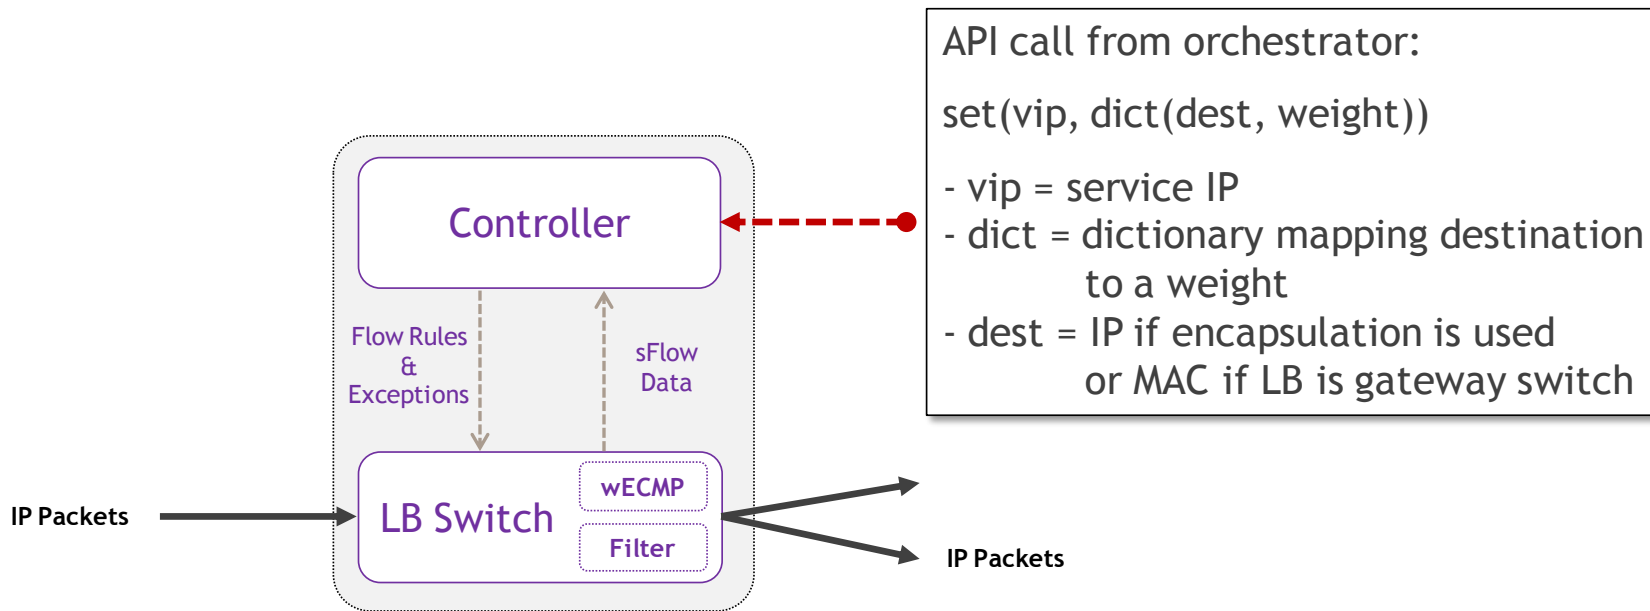 API call from orchestrator:
set(vip, dict(dest, weight))
- vip = service IP
- dict = dictionary mapping destination
to a weight
- dest = IP if encapsulation is used
or MAC if LB is gateway switch
Controller
Flow Rules
&
Exceptions
sFlow
Data
IP Packets
LB Switch
wECMP
Filter
IP Packets